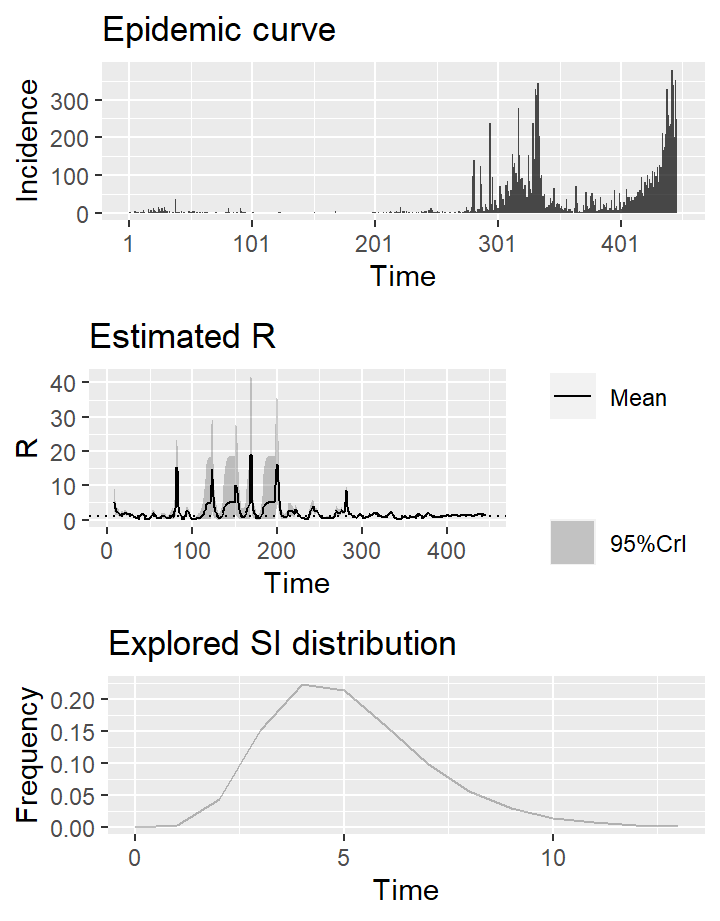 Epidemic curve
Incidence
300
200
100
0
1
101
201
301
401
Time
Estimated R
R
40
30
20
10
0
0
100
200
300
400
Time
Mean
95%CrI
Explored SI distribution
Frequency
0.20
0.15
0.10
0.05
0.00
0
5
10
Time